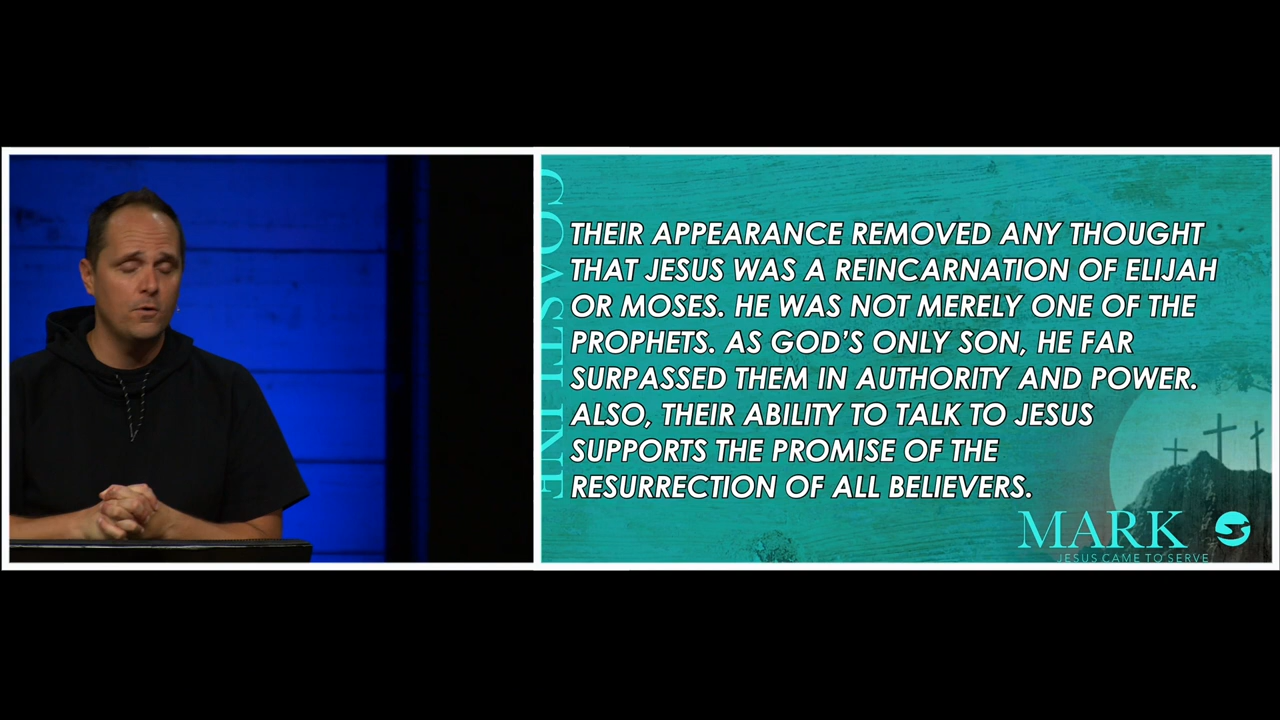 COASTLINE
THEIR APPEARANCE REMOVED ANY THOUGHT
THAT JESUS WAS A REINCARNATION OF ELIJAH
OR MOSES. HE WAS NOT MERELY ONE OF THE
PROPHETS. AS GOD'S ONLY SON, HE FAR
SURPASSED THEM IN AUTHORITY AND POWER.
ALSO, THEIR ABILITY TO TALK TO JESUS
SUPPORTS THE PROMISE OF THE
RESURRECTION OF ALL BELIEVERS.
MARK
JESUS CAME TO SERVE